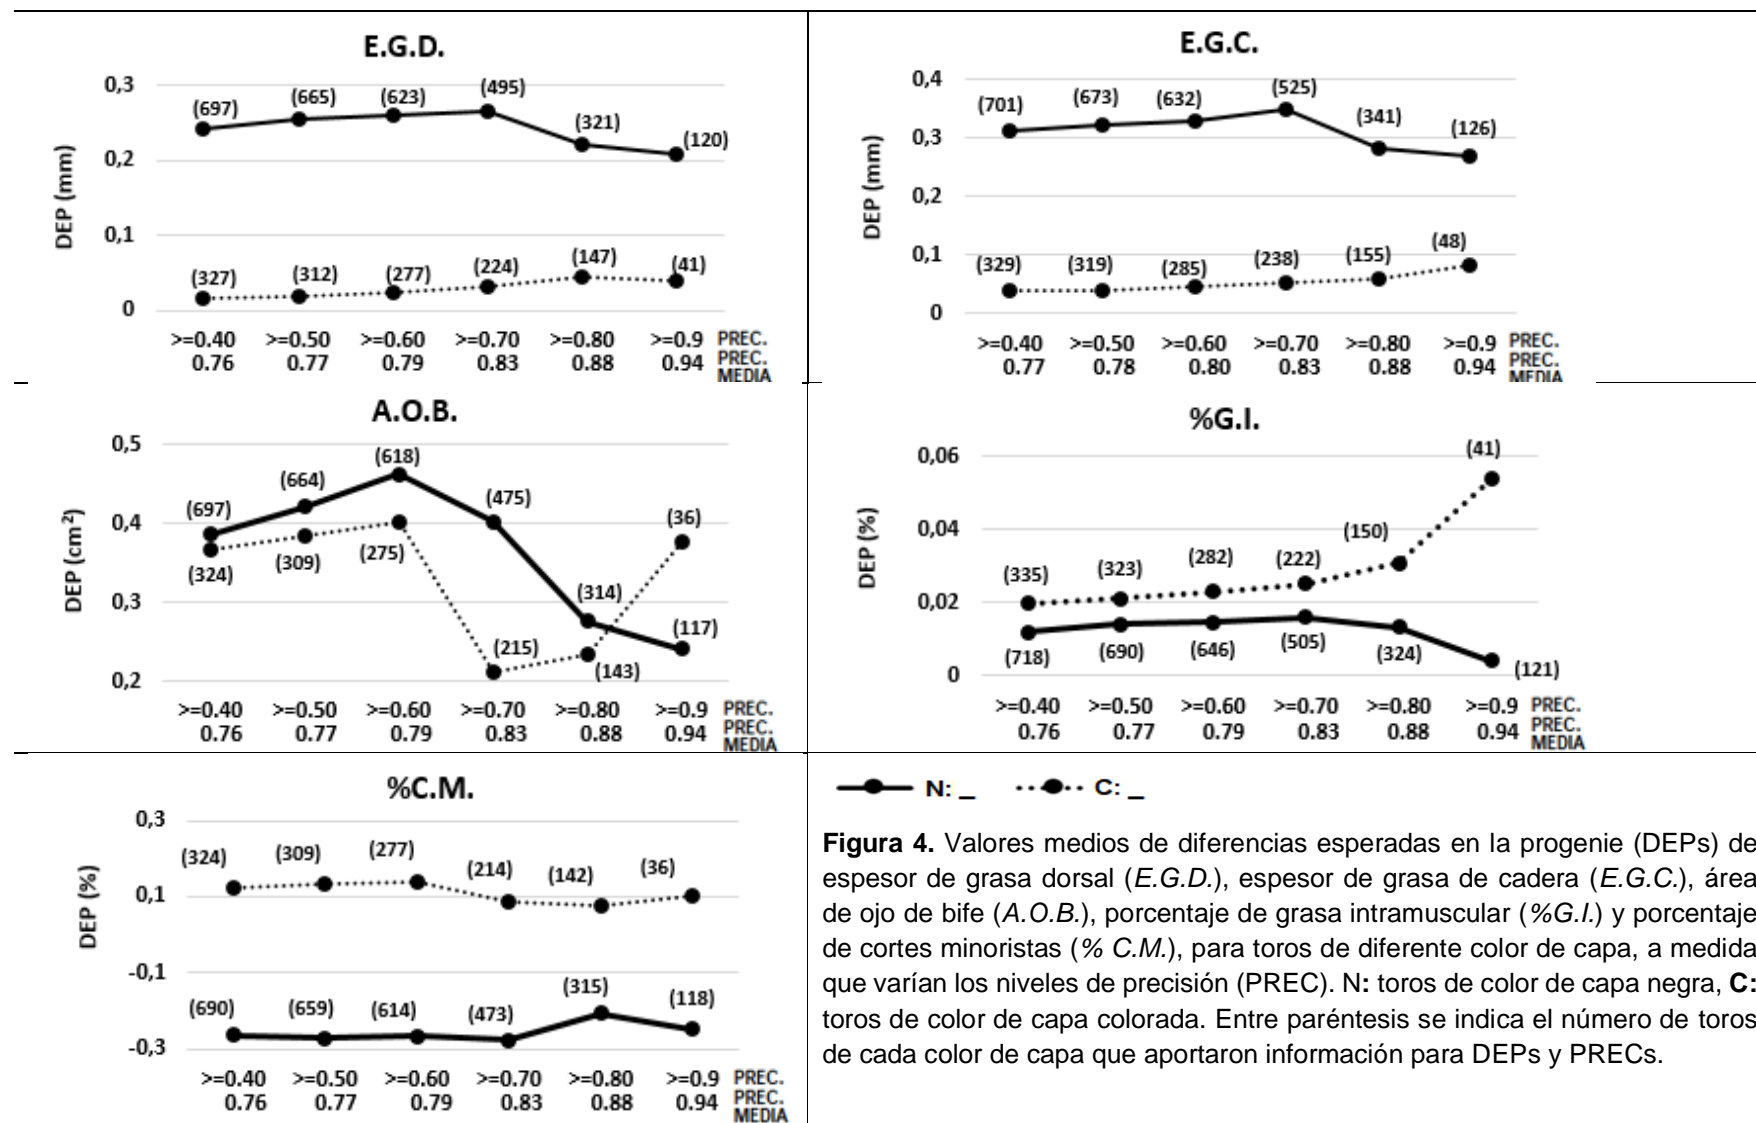 E.G.D.
0,3
0,2
0,1
0
DEP (mm)
(697)
(665)
(623)
(495)
(321)
(120)
(327)
(312)
(277)
(224)
(147)
(41)
>=0.40 >=0.50 >=0.60 >=0.70 >=0.80 >=0.9 PREC.
0.76 0.77 0.79 0.83 0.88 0.94 PREC. MEDIA
E.G.C.
0,4
0,3
0,2
0,1
0
DEP (mm)
(701)
(673)
(632)
(525)
(341)
(126)
(329)
(319)
(285)
(238)
(155)
(48)
>=0.40 >=0.50 >=0.60 >=0.70 >=0.80 >=0.9 PREC.
0.77 0.78 0.80 0.83 0.88 0.94 PREC. MEDIA
A.O.B.
0,5
0,4
0,3
0,2
DEP (cm²)
(697)
(664)
(618)
(475)
(314)
(117)
(324)
(309)
(275)
(215)
(143)
(36)
>=0.40 >=0.50 >=0.60 >=0.70 >=0.80 >=0.9 PREC.
0.76 0.77 0.79 0.83 0.88 0.94 PREC. MEDIA
%G.I.
0,06
0,04
0,02
0
DEP (%)
(335)
(323)
(282)
(222)
(150)
(41)
(718)
(690)
(646)
(505)
(324)
(121)
>=0.40 >=0.50 >=0.60 >=0.70 >=0.80 >=0.9 PREC.
0.76 0.77 0.79 0.83 0.88 0.94 PREC. MEDIA
%C.M.
0,3
0,1
-0,1
-0,3
DEP (%)
(324)
(309)
(277)
(214)
(142)
(36)
(690)
(659)
(614)
(473)
(315)
(118)
>=0.40 >=0.50 >=0.60 >=0.70 >=0.80 >=0.9 PREC.
0.76 0.77 0.79 0.83 0.88 0.94 PREC. MEDIA
N: _ C: _
Figura 4. Valores medios de diferencias esperadas en la progenie (DEPs) de
espesor de grasa dorsal (E.G.D.), espesor de grasa de cadera (E.G.C.), área
de ojo de bife (A.O.B.), porcentaje de grasa intramuscular (%G.I.) y porcentaje
de cortes minoristas (% C.M.), para toros de diferente color de capa, a medida
que varían los niveles de precisión (PREC). N: toros de color de capa negra, C:
toros de color de capa colorada. Entre paréntesis se indica el número de toros
de cada color de capa que aportaron información para DEPs y PRECs.